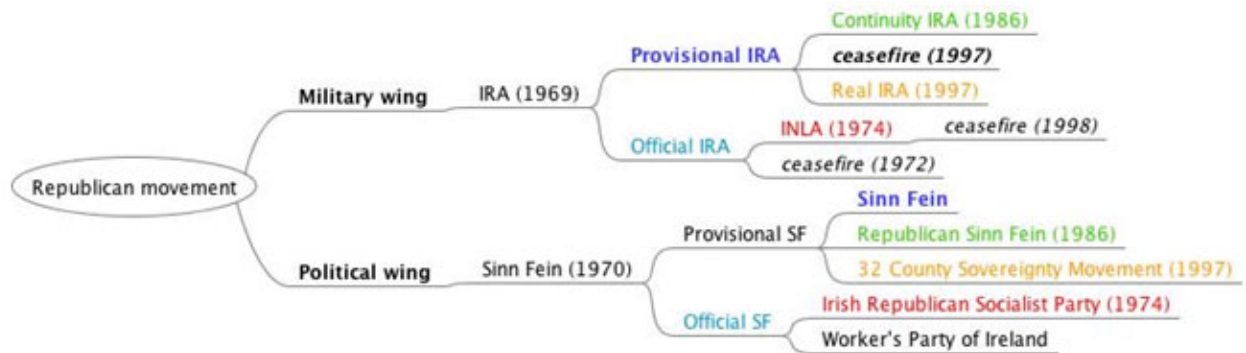 Republican movement
Military wing
IRA (1969)
Provisional IRA
Continuity IRA (1986)
ceasefire (1997)
Real IRA (1997)
Official IRA
INLA (1974)
ceasefire (1998)
ceasefire (1972)
Political wing
Sinn Fein (1970)
Provisional SF
Sinn Fein
Republican Sinn Fein (1986)
32 County Sovereignty Movement (1997)
Official SF
Irish Republican Socialist Party (1974)
Worker's Party of Ireland